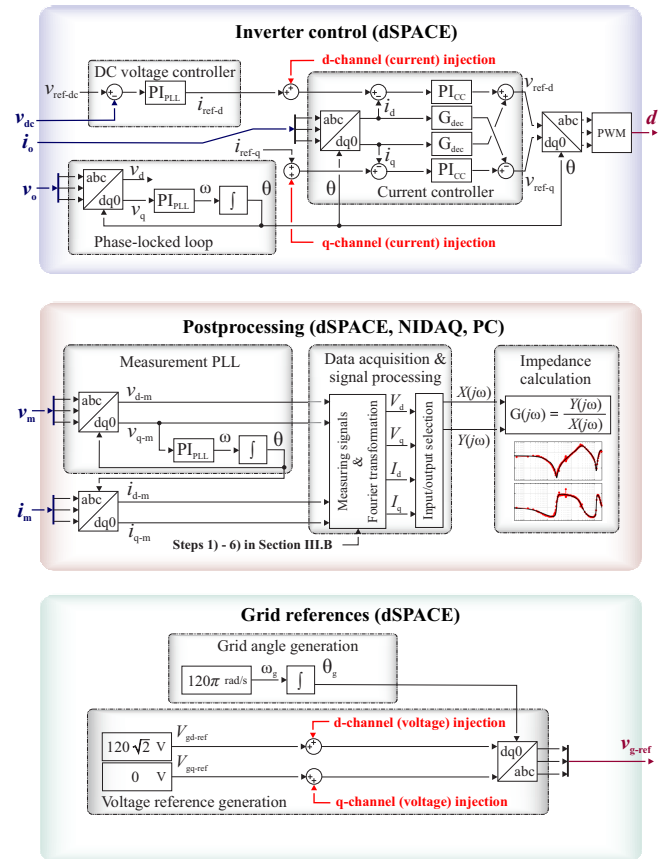 Inverter control (dSPACE)
d-channel (current) injection
DC voltage controller
v_ref-dc
PI_PLL
i_ref-d
v_dc
i_o
abc
dq0
i_d
i_q
PI_CC
G_dec
G_dec
PI_CC
v_ref-d
v_ref-q
abc
dq0
PWM
d
i_ref-q
θ
θ
Current controller
v_o
abc
dq0
v_d
v_q
PI_PLL
ω
∫
θ
Phase-locked loop
q-channel (current) injection
Postprocessing (dSPACE, NIDAQ, PC)
Measurement PLL
Data acquisition &
signal processing
Impedance
calculation
v_m
abc
dq0
v_d-m
v_q-m
PI_PLL
ω
∫
θ
i_m
abc
dq0
i_d-m
i_q-m
Measuring signals
&
Fourier transformation
V_d
V_q
I_d
I_q
Input/output selection
X(jω)
Y(jω)
G(jω) = Y(jω)/X(jω)
Steps 1) - 6) in Section III.B
Grid references (dSPACE)
Grid angle generation
120π rad/s
ω_g
∫
θ_g
d-channel (voltage) injection
120√2 V
V_gd-ref
0 V
V_gq-ref
dq0
abc
v_g-ref
Voltage reference generation
q-channel (voltage) injection